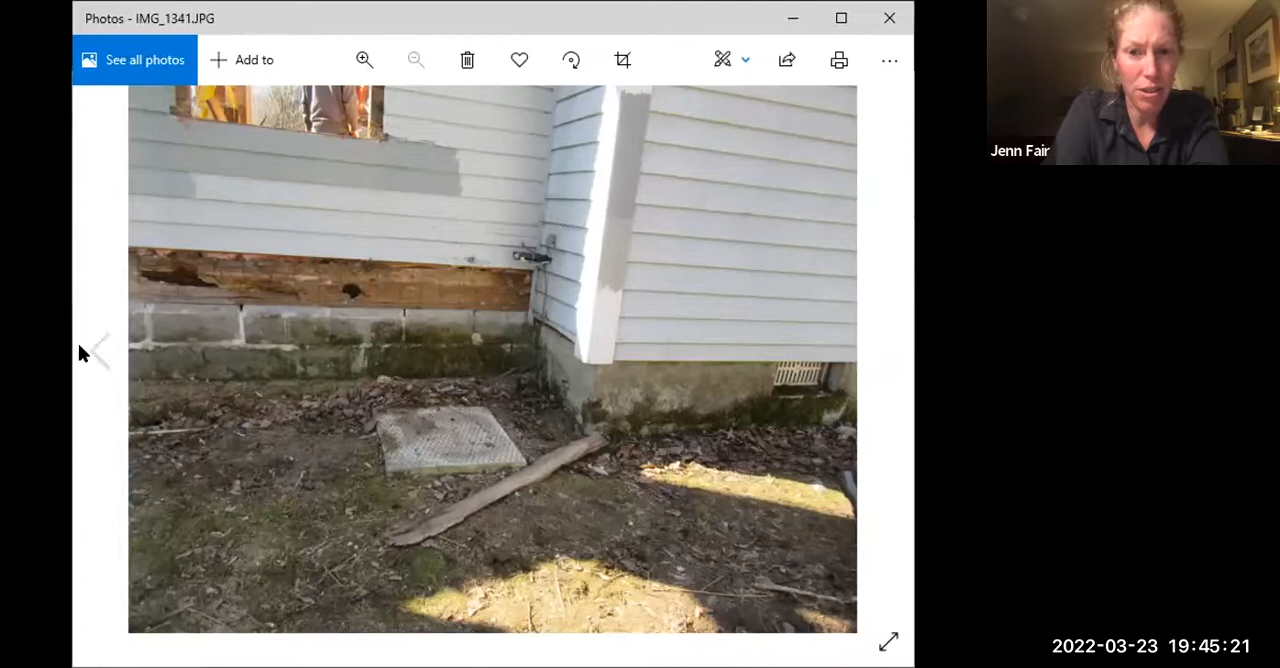 Photos - IMG_1341.JPG
See all photos
Add to
Jenn Fair
2022-03-23 19:45:21